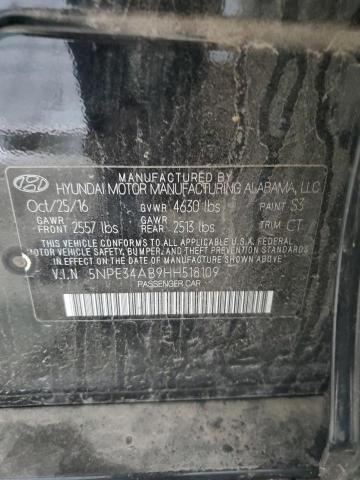 MANUFACTURED BY
HYUNDAI MOTOR MANUFACTURING ALABAMA, LLC
Oct/25/16 GVWR 4630 lbs PAINT S3
GAWR FRONT 2557 lbs GAWR REAR 2513 lbs TRIM CT
THIS VEHICLE CONFORMS TO ALL APPLICABLE
U.S. FEDERAL MOTOR VEHICLE SAFETY, BUMPER, AND
THEFT PREVENTION STANDARDS IN EFFECT ON THE
DATE OF MANUFACTURE SHOWN ABOVE.
V.I.N 5NPE34AB9HH518109
PASSENGER CAR